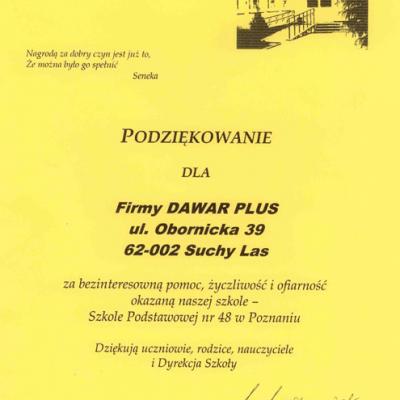 Nagrodą za dobry czyn jest już to,
Że można było go spełnić
Seneka
PODZIĘKOWANIE
DLA
Firmy DAWAR PLUS
ul. Obornicka 39
62-002 Suchy Las
za bezinteresowną pomoc, życzliwość i ofiarność
okazaną naszej szkole –
Szkole Podstawowej nr 48 w Poznaniu
Dziękują uczniowie, rodzice, nauczyciele
i Dyrekcja Szkoły